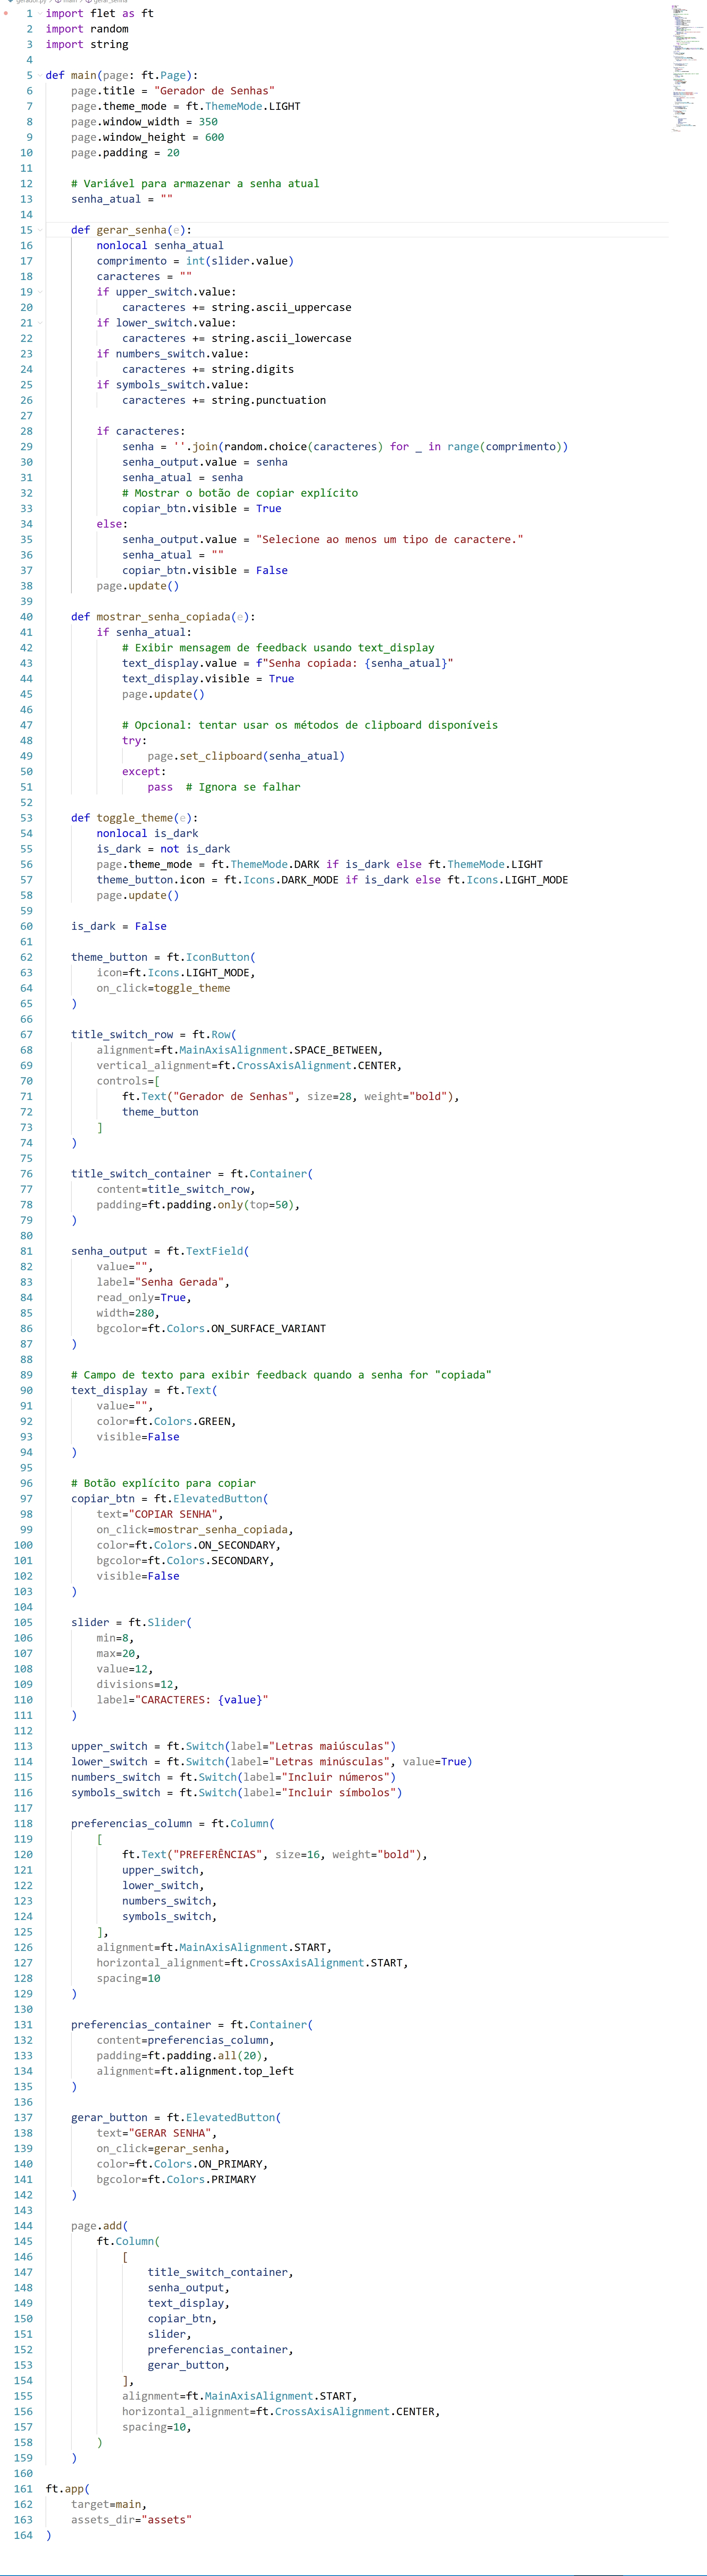 gerador.py > main > gerar_senha
1 import flet as ft
2 import random
3 import string
4
5 def main(page: ft.Page):
6     page.title = "Gerador de Senhas"
7     page.theme_mode = ft.ThemeMode.LIGHT
8     page.window_width = 350
9     page.window_height = 600
10     page.padding = 20
11
12     # Variável para armazenar a senha atual
13     senha_atual = ""
14
15     def gerar_senha(e):
16         nonlocal senha_atual
17         comprimento = int(slider.value)
18         caracteres = ""
19         if upper_switch.value:
20             caracteres += string.ascii_uppercase
21         if lower_switch.value:
22             caracteres += string.ascii_lowercase
23         if numbers_switch.value:
24             caracteres += string.digits
25         if symbols_switch.value:
26             caracteres += string.punctuation
27
28         if caracteres:
29             senha = ''.join(random.choice(caracteres) for _ in range(comprimento))
30             senha_output.value = senha
31             senha_atual = senha
32             # Mostrar o botão de copiar explícito
33             copiar_btn.visible = True
34         else:
35             senha_output.value = "Selecione ao menos um tipo de caractere."
36             senha_atual = ""
37             copiar_btn.visible = False
38         page.update()
39
40     def mostrar_senha_copiada(e):
41         if senha_atual:
42             # Exibir mensagem de feedback usando text_display
43             text_display.value = f"Senha copiada: {senha_atual}"
44             text_display.visible = True
45             page.update()
46
47             # Opcional: tentar usar os métodos de clipboard disponíveis
48             try:
49                 page.set_clipboard(senha_atual)
50             except:
51                 pass  # Ignora se falhar
52
53     def toggle_theme(e):
54         nonlocal is_dark
55         is_dark = not is_dark
56         page.theme_mode = ft.ThemeMode.DARK if is_dark else ft.ThemeMode.LIGHT
57         theme_button.icon = ft.Icons.DARK_MODE if is_dark else ft.Icons.LIGHT_MODE
58         page.update()
59
60     is_dark = False
61
62     theme_button = ft.IconButton(
63         icon=ft.Icons.LIGHT_MODE,
64         on_click=toggle_theme
65     )
66
67     title_switch_row = ft.Row(
68         alignment=ft.MainAxisAlignment.SPACE_BETWEEN,
69         vertical_alignment=ft.CrossAxisAlignment.CENTER,
70         controls=[
71             ft.Text("Gerador de Senhas", size=28, weight="bold"),
72             theme_button
73         ]
74     )
75
76     title_switch_container = ft.Container(
77         content=title_switch_row,
78         padding=ft.padding.only(top=50),
79     )
80
81     senha_output = ft.TextField(
82         value="",
83         label="Senha Gerada",
84         read_only=True,
85         width=280,
86         bgcolor=ft.Colors.ON_SURFACE_VARIANT
87     )
88
89     # Campo de texto para exibir feedback quando a senha for "copiada"
90     text_display = ft.Text(
91         value="",
92         color=ft.Colors.GREEN,
93         visible=False
94     )
95
96     # Botão explícito para copiar
97     copiar_btn = ft.ElevatedButton(
98         text="COPIAR SENHA",
99         on_click=mostrar_senha_copiada,
100         color=ft.Colors.ON_SECONDARY,
101         bgcolor=ft.Colors.SECONDARY,
102         visible=False
103     )
104
105     slider = ft.Slider(
106         min=8,
107         max=20,
108         value=12,
109         divisions=12,
110         label="CARACTERES: {value}"
111     )
112
113     upper_switch = ft.Switch(label="Letras maiúsculas")
114     lower_switch = ft.Switch(label="Letras minúsculas", value=True)
115     numbers_switch = ft.Switch(label="Incluir números")
116     symbols_switch = ft.Switch(label="Incluir símbolos")
117
118     preferencias_column = ft.Column(
119         [
120             ft.Text("PREFERÊNCIAS", size=16, weight="bold"),
121             upper_switch,
122             lower_switch,
123             numbers_switch,
124             symbols_switch,
125         ],
126         alignment=ft.MainAxisAlignment.START,
127         horizontal_alignment=ft.CrossAxisAlignment.START,
128         spacing=10
129     )
130
131     preferencias_container = ft.Container(
132         content=preferencias_column,
133         padding=ft.padding.all(20),
134         alignment=ft.alignment.top_left
135     )
136
137     gerar_button = ft.ElevatedButton(
138         text="GERAR SENHA",
139         on_click=gerar_senha,
140         color=ft.Colors.ON_PRIMARY,
141         bgcolor=ft.Colors.PRIMARY
142     )
143
144     page.add(
145         ft.Column(
146             [
147                 title_switch_container,
148                 senha_output,
149                 text_display,
150                 copiar_btn,
151                 slider,
152                 preferencias_container,
153                 gerar_button,
154             ],
155             alignment=ft.MainAxisAlignment.START,
156             horizontal_alignment=ft.CrossAxisAlignment.CENTER,
157             spacing=10,
158         )
159     )
160
161 ft.app(
162     target=main,
163     assets_dir="assets"
164 )